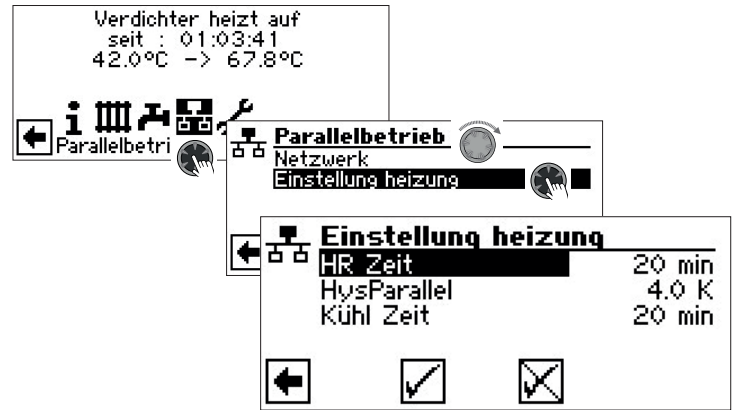 Verdichter heizt auf
seit : 01:03:41
42.0°C -> 67.8°C
Parallelbetri
Parallelbetrieb
Netzwerk
Einstellung heizung
Einstellung heizung
HR Zeit 20 min
HysParallel 4.0 K
Kühl Zeit 20 min